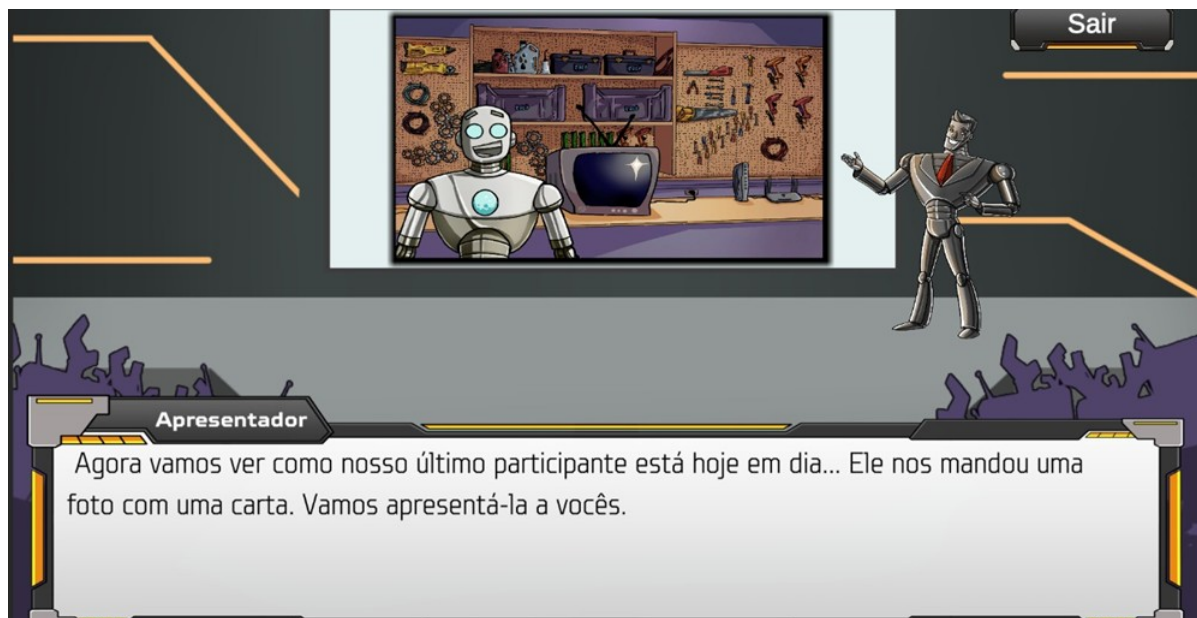 Sair
Apresentador
Agora vamos ver como nosso último participante está hoje em dia... Ele nos mandou uma
foto com uma carta. Vamos apresentá-la a vocês.